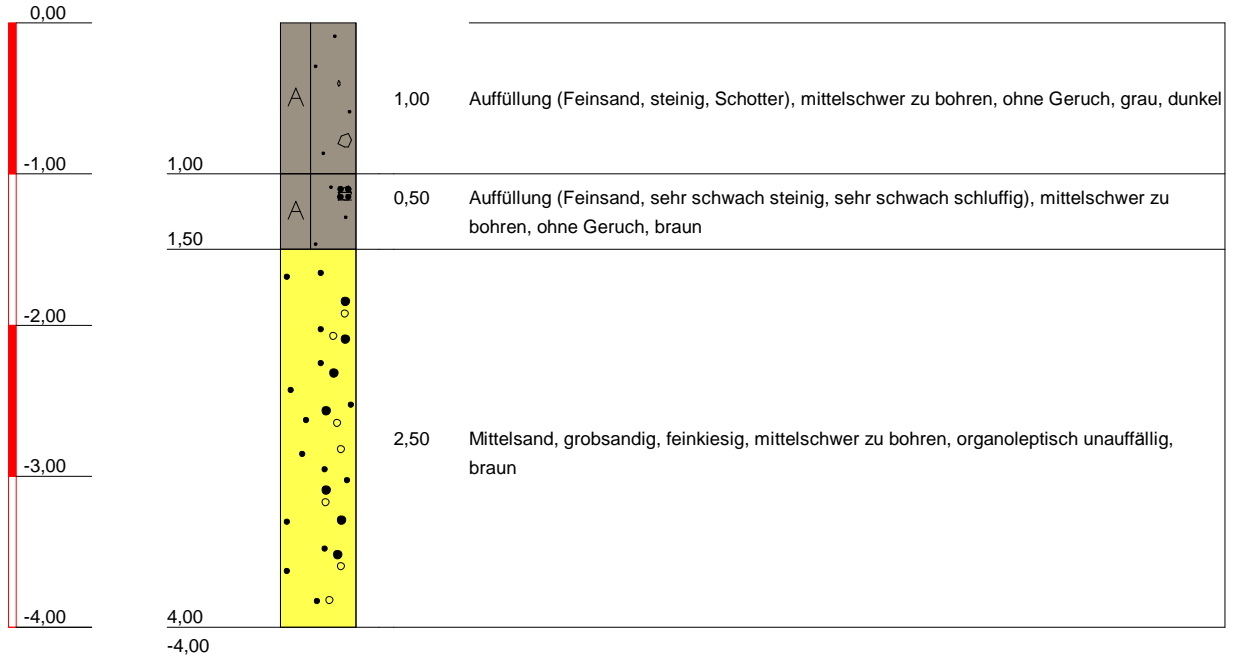 0,00
A
1,00 Auffüllung (Feinsand, steinig, Schotter), mittelschwer zu bohren, ohne Geruch, grau, dunkel
-1,00 1,00
A
0,50 Auffüllung (Feinsand, sehr schwach steinig, sehr schwach schluffig), mittelschwer zu
bohren, ohne Geruch, braun
1,50
-2,00
2,50 Mittelsand, grobsandig, feinkiesig, mittelschwer zu bohren, organoleptisch unauffällig,
braun
-3,00
-4,00 4,00
-4,00